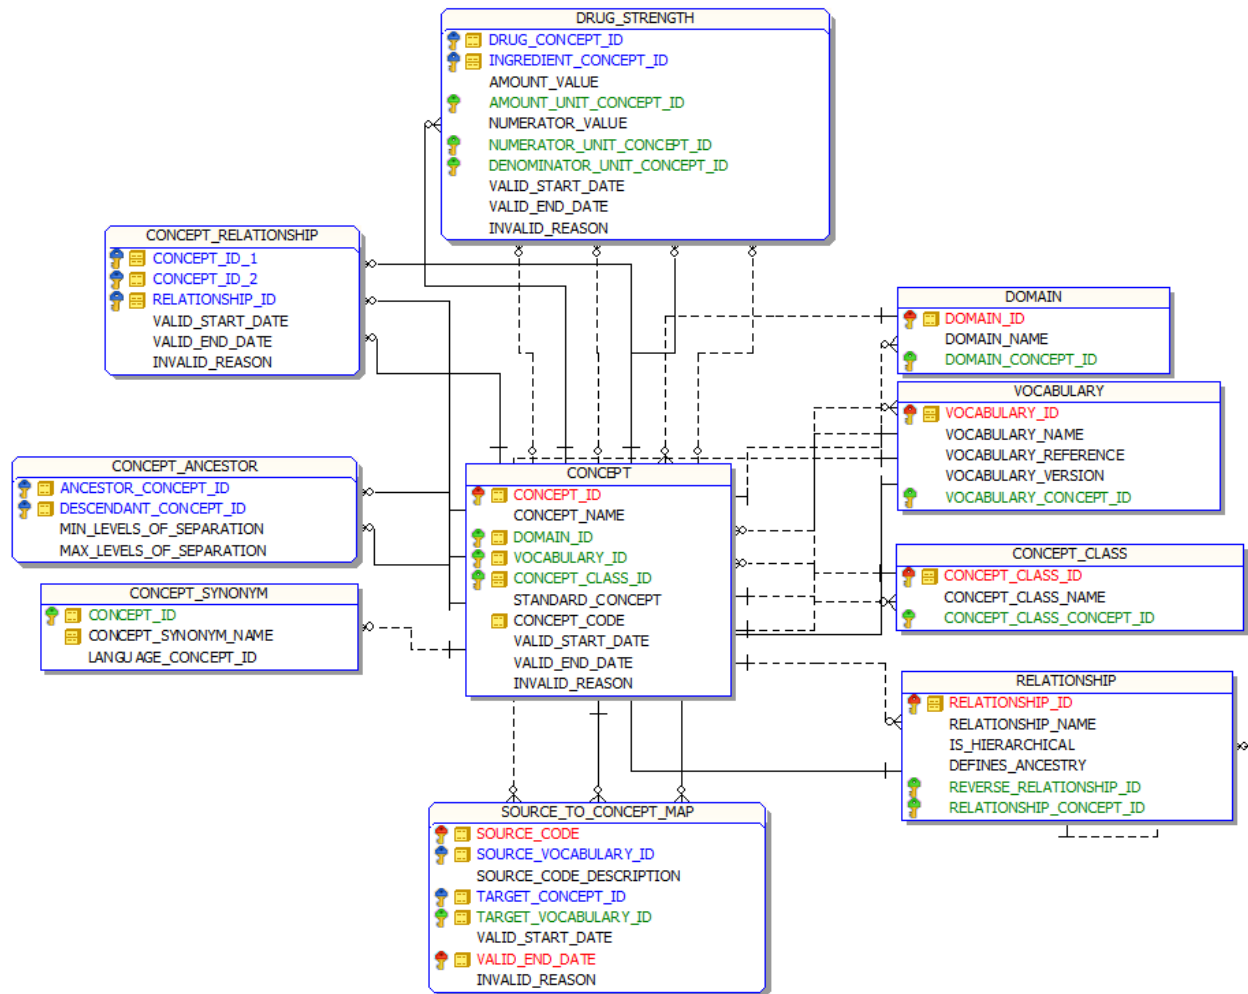 DRUG_STRENGTH
DRUG_CONCEPT_ID
INGREDIENT_CONCEPT_ID
AMOUNT_VALUE
AMOUNT_UNIT_CONCEPT_ID
NUMERATOR_VALUE
NUMERATOR_UNIT_CONCEPT_ID
DENOMINATOR_UNIT_CONCEPT_ID
VALID_START_DATE
VALID_END_DATE
INVALID_REASON
CONCEPT_RELATIONSHIP
CONCEPT_ID_1
CONCEPT_ID_2
RELATIONSHIP_ID
VALID_START_DATE
VALID_END_DATE
INVALID_REASON
DOMAIN
DOMAIN_ID
DOMAIN_NAME
DOMAIN_CONCEPT_ID
VOCABULARY
VOCABULARY_ID
VOCABULARY_NAME
VOCABULARY_REFERENCE
VOCABULARY_VERSION
VOCABULARY_CONCEPT_ID
CONCEPT_ANCESTOR
ANCESTOR_CONCEPT_ID
DESCENDANT_CONCEPT_ID
MIN_LEVELS_OF_SEPARATION
MAX_LEVELS_OF_SEPARATION
CONCEPT
CONCEPT_ID
CONCEPT_NAME
DOMAIN_ID
VOCABULARY_ID
CONCEPT_CLASS_ID
STANDARD_CONCEPT
CONCEPT_CODE
VALID_START_DATE
VALID_END_DATE
INVALID_REASON
CONCEPT_CLASS
CONCEPT_CLASS_ID
CONCEPT_CLASS_NAME
CONCEPT_CLASS_CONCEPT_ID
CONCEPT_SYNONYM
CONCEPT_ID
CONCEPT_SYNONYM_NAME
LANGUAGE_CONCEPT_ID
RELATIONSHIP
RELATIONSHIP_ID
RELATIONSHIP_NAME
IS_HIERARCHICAL
DEFINES_ANCESTRY
REVERSE_RELATIONSHIP_ID
RELATIONSHIP_CONCEPT_ID
SOURCE_TO_CONCEPT_MAP
SOURCE_CODE
SOURCE_VOCABULARY_ID
SOURCE_CODE_DESCRIPTION
TARGET_CONCEPT_ID
TARGET_VOCABULARY_ID
VALID_START_DATE
VALID_END_DATE
INVALID_REASON